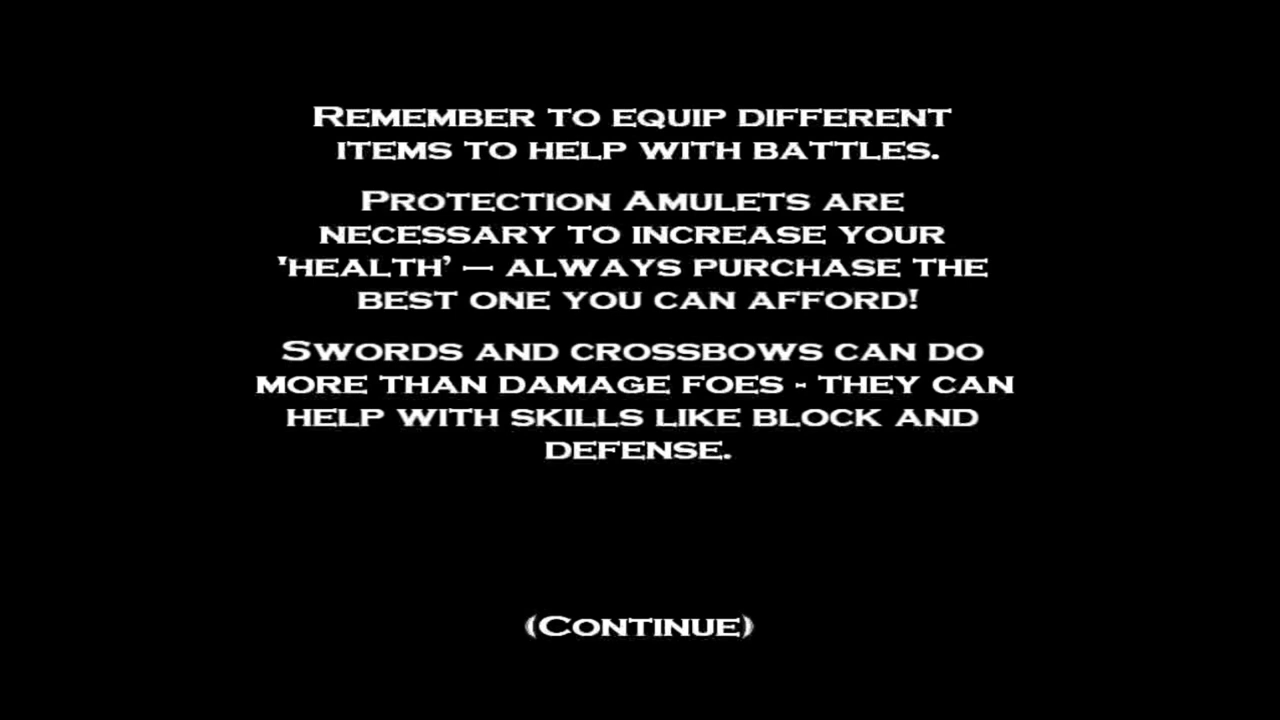 Remember to equip different
items to help with battles.
Protection Amulets are
necessary to increase your
'health' — always purchase the
best one you can afford!
Swords and crossbows can do
more than damage foes - they can
help with skills like block and
defense.
(Continue)